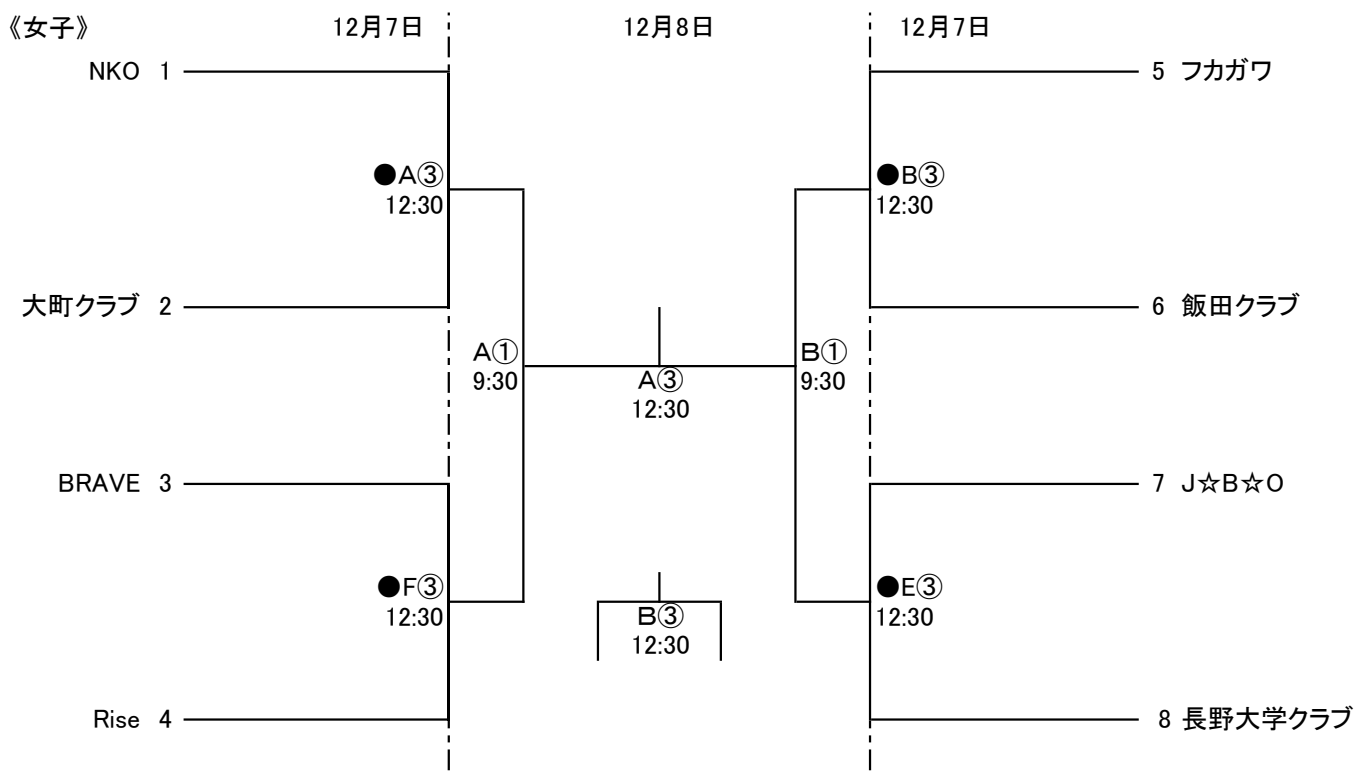 《女子》 12月7日 12月8日 12月7日
NKO 1
5 フカガワ
●A③
12:30
●B③
12:30
大町クラブ 2
6 飯田クラブ
A①
9:30
A③
12:30
B①
9:30
BRAVE 3
7 J☆B☆O
●F③
12:30
B③
12:30
●E③
12:30
Rise 4
8 長野大学クラブ